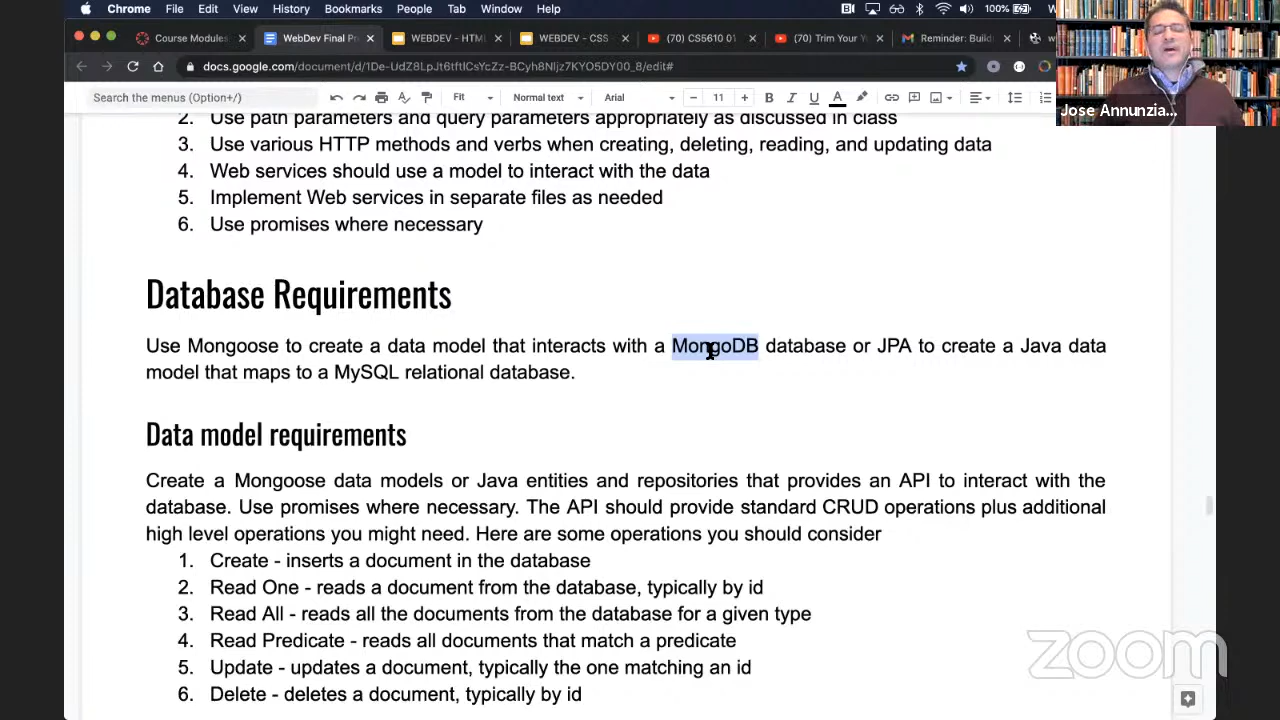 Chrome File Edit View History Bookmarks People Tab Window Help 100%
Course Modules: WebDev Final P WEBDEV - HTML WEBDEV - CSS (70) CS5610 01 (70) Trim Your Reminder: Build
docs.google.com/document/d/1De-UdZ8LpJt6tftICsYcZz-BCyh8NIjz7KYO5DY00_8/edit#
Search the menus (Option+/) Fit Normal text Arial 11 B I U A
Jose Annunzia...
2. Use path parameters and query parameters appropriately as discussed in class
3. Use various HTTP methods and verbs when creating, deleting, reading, and updating data
4. Web services should use a model to interact with the data
5. Implement Web services in separate files as needed
6. Use promises where necessary
Database Requirements
Use Mongoose to create a data model that interacts with a MongoDB database or JPA to create a Java data
model that maps to a MySQL relational database.
Data model requirements
Create a Mongoose data models or Java entities and repositories that provides an API to interact with the
database. Use promises where necessary. The API should provide standard CRUD operations plus additional
high level operations you might need. Here are some operations you should consider
1. Create - inserts a document in the database
2. Read One - reads a document from the database, typically by id
3. Read All - reads all the documents from the database for a given type
4. Read Predicate - reads all documents that match a predicate
5. Update - updates a document, typically the one matching an id
6. Delete - deletes a document, typically by id
zoom